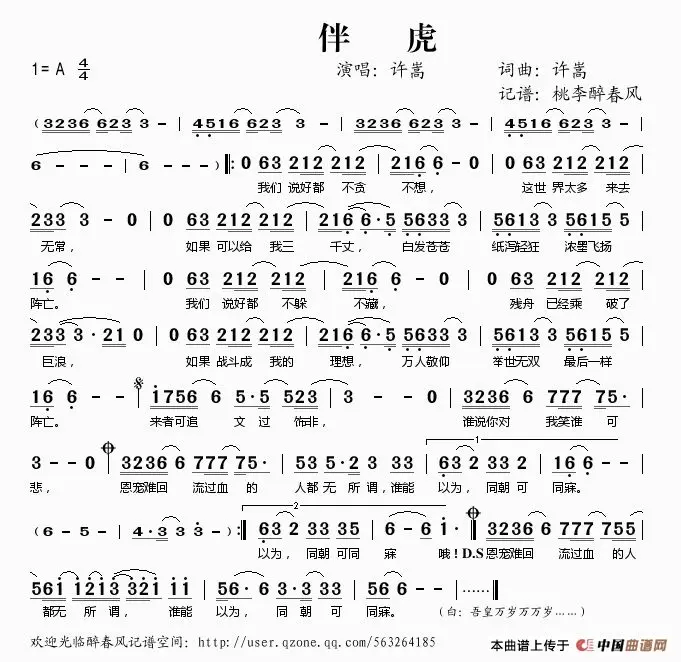 伴 虎
1=A 4/4 演唱：许嵩 词曲：许嵩
记谱：桃李醉春风
(3236 623 3 - | 4516 623 3 - | 3236 623 3 - | 4516 623 3 - |
6 - - - | 6 - - ) ‖: 0 63 212 212 | 2166 - 0 63 | 212 212 |
我们 说好都 不贪 不想， 这世 界太多 来去
233 3 - 0 | 0 63 212 212 | 216 6·5 5633 3 | 5613 3 5615 5 |
无常， 如果 可以给 我三 千丈， 白发苍苍 纸泻轻狂 浓墨飞扬
16 6 - - | 0 63 212 212 | 2166 - 0 63 | 212 212 |
阵亡。 我们 说好都 不躲 不藏， 残舟 已经乘 破了
233 3·21 0 | 0 63 212 212 | 216 6·5 5633 3 | 5613 3 5615 5 |
巨浪， 如果 战斗成 我的 理想， 万人敬仰 举世无双 最后一样
16 6 - - | 1756 6 5·5 523 | 3 - - 0 | 3236 6 777 75· |
阵亡。 来者可追 文过 饰非， 谁说你对 我笑谁 可
3 - - 0 | 3236 6 777 75· | 53 5·2 3 33 | 63 2 33 2 | 16 6 - - |
悲， 恩宠难回 流过血 的 人都 无 所 谓，谁能 以为， 同朝 可 同寐。
(6 - 5 - | 4·3 3 3· ) :‖ 63 2 33 35 | 6 - 6 1· | 3236 6 777 755 |
以为， 同朝 可同 寐 哦！D.S 恩宠难回 流过血 的人
561 1213 321 11 | 56· 6 3·3 33 | 56 6 - - | ······ ‖
都无 所 谓， 谁能 以为， 同 朝 可 同寐。 (白：吾皇万岁万万岁……)
欢迎光临醉春风记谱空间：http://user.qzone.qq.com/563264185 本曲谱上传于 中国曲谱网